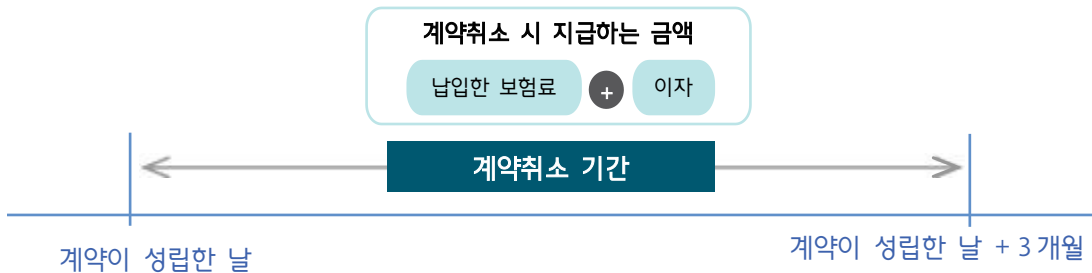 계약취소 시 지급하는 금액
납입한 보험료 + 이자
계약취소 기간
계약이 성립한 날
계약이 성립한 날 + 3개월